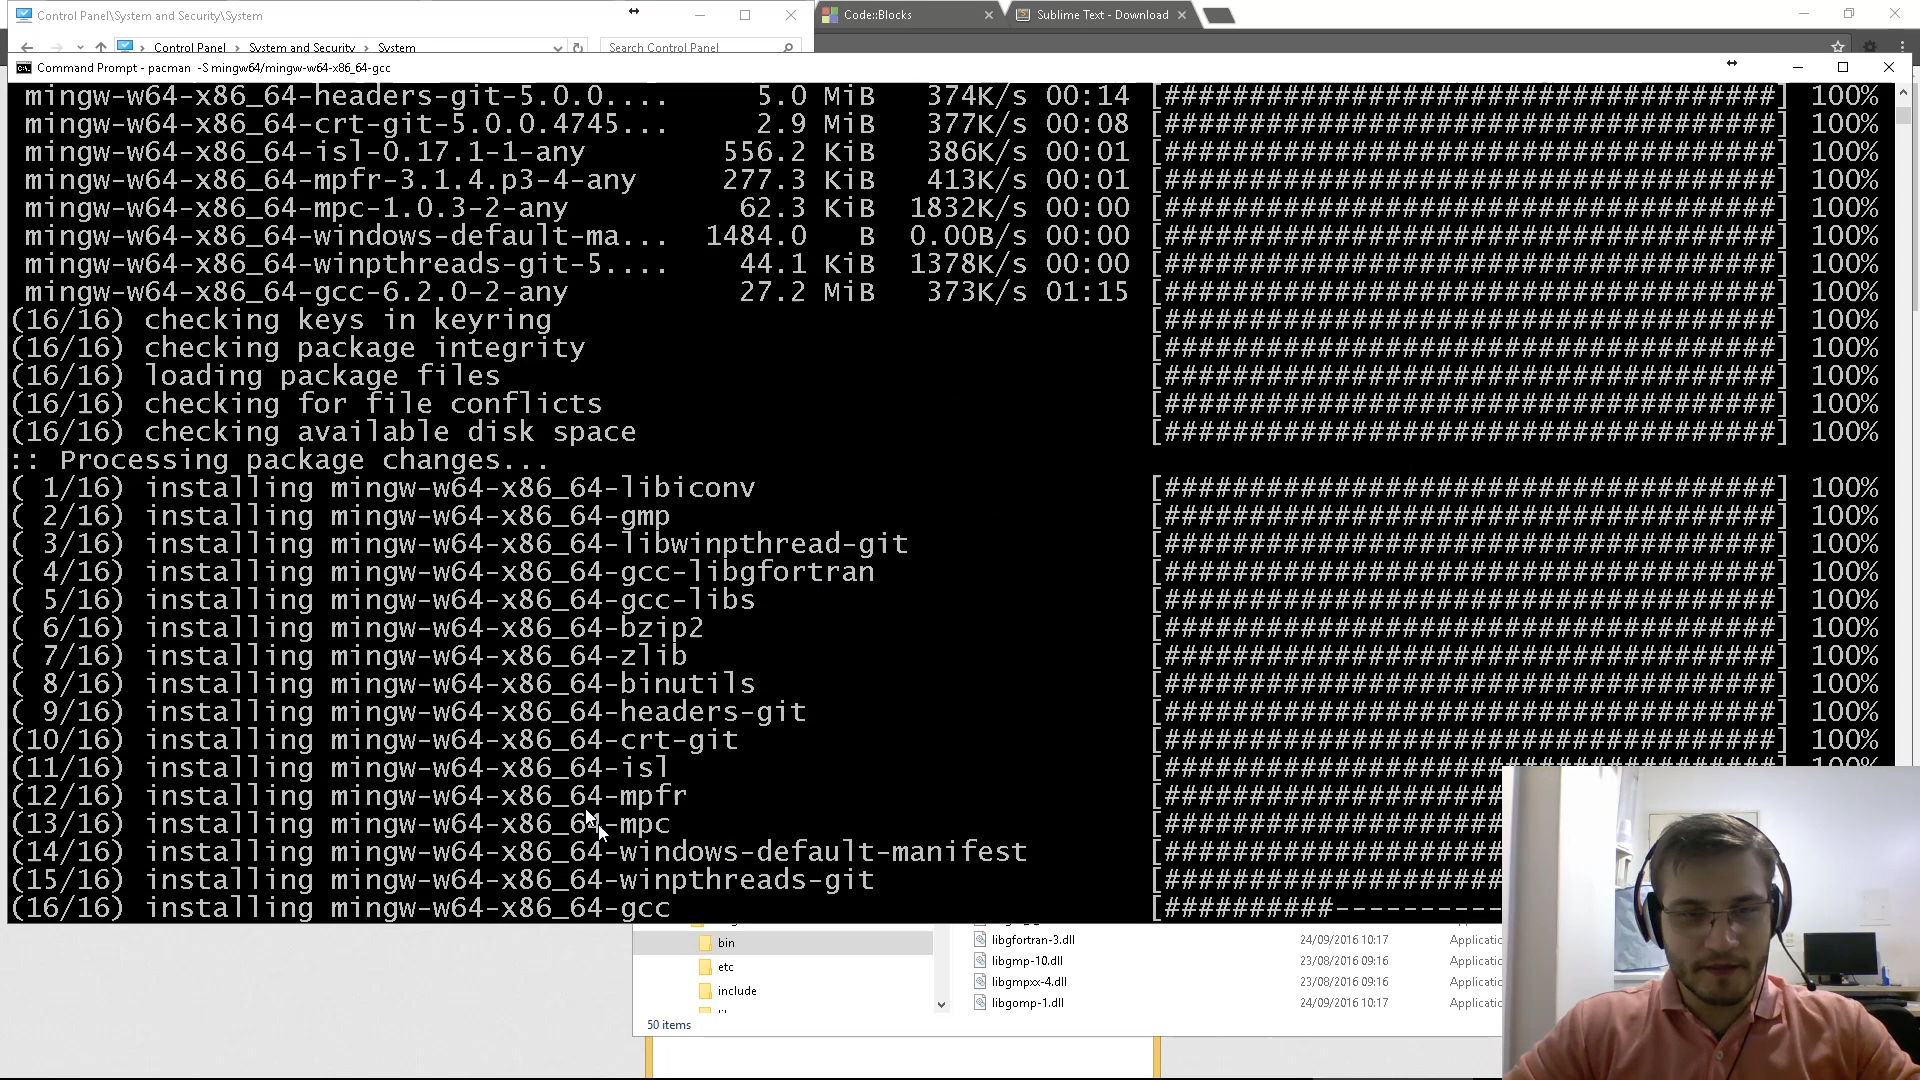 Control Panel\System and Security\System
Code::Blocks
Sublime Text - Download
Control Panel > System and Security > System
Search Control Panel
Command Prompt - pacman -S mingw64/mingw-w64-x86_64-gcc
mingw-w64-x86_64-headers-git-5.0.0.... 5.0 MiB 374K/s 00:14 [####################################] 100%
mingw-w64-x86_64-crt-git-5.0.0.4745... 2.9 MiB 377K/s 00:08 [####################################] 100%
mingw-w64-x86_64-isl-0.17.1-1-any 556.2 KiB 386K/s 00:01 [####################################] 100%
mingw-w64-x86_64-mpfr-3.1.4.p3-4-any 277.3 KiB 413K/s 00:01 [####################################] 100%
mingw-w64-x86_64-mpc-1.0.3-2-any 62.3 KiB 1832K/s 00:00 [####################################] 100%
mingw-w64-x86_64-windows-default-ma... 1484.0 B 0.00B/s 00:00 [####################################] 100%
mingw-w64-x86_64-winpthreads-git-5.... 44.1 KiB 1378K/s 00:00 [####################################] 100%
mingw-w64-x86_64-gcc-6.2.0-2-any 27.2 MiB 373K/s 01:15 [####################################] 100%
(16/16) checking keys in keyring [####################################] 100%
(16/16) checking package integrity [####################################] 100%
(16/16) loading package files [####################################] 100%
(16/16) checking for file conflicts [####################################] 100%
(16/16) checking available disk space [####################################] 100%
:: Processing package changes...
( 1/16) installing mingw-w64-x86_64-libiconv [####################################] 100%
( 2/16) installing mingw-w64-x86_64-gmp [####################################] 100%
( 3/16) installing mingw-w64-x86_64-libwinpthread-git [####################################] 100%
( 4/16) installing mingw-w64-x86_64-gcc-libgfortran [####################################] 100%
( 5/16) installing mingw-w64-x86_64-gcc-libs [####################################] 100%
( 6/16) installing mingw-w64-x86_64-bzip2 [####################################] 100%
( 7/16) installing mingw-w64-x86_64-zlib [####################################] 100%
( 8/16) installing mingw-w64-x86_64-binutils [####################################] 100%
( 9/16) installing mingw-w64-x86_64-headers-git [####################################] 100%
(10/16) installing mingw-w64-x86_64-crt-git [####################################] 100%
(11/16) installing mingw-w64-x86_64-isl [#################### 100%
(12/16) installing mingw-w64-x86_64-mpfr [####################
(13/16) installing mingw-w64-x86_64-mpc [####################
(14/16) installing mingw-w64-x86_64-windows-default-manifest [####################
(15/16) installing mingw-w64-x86_64-winpthreads-git [####################
(16/16) installing mingw-w64-x86_64-gcc [##########----------
bin
etc
include
libgfortran-3.dll 24/09/2016 10:17 Applicatio
libgmp-10.dll 23/08/2016 09:16 Applicatio
libgmpxx-4.dll 23/08/2016 09:16 Applicatio
libgomp-1.dll 24/09/2016 10:17 Applicatio
50 items